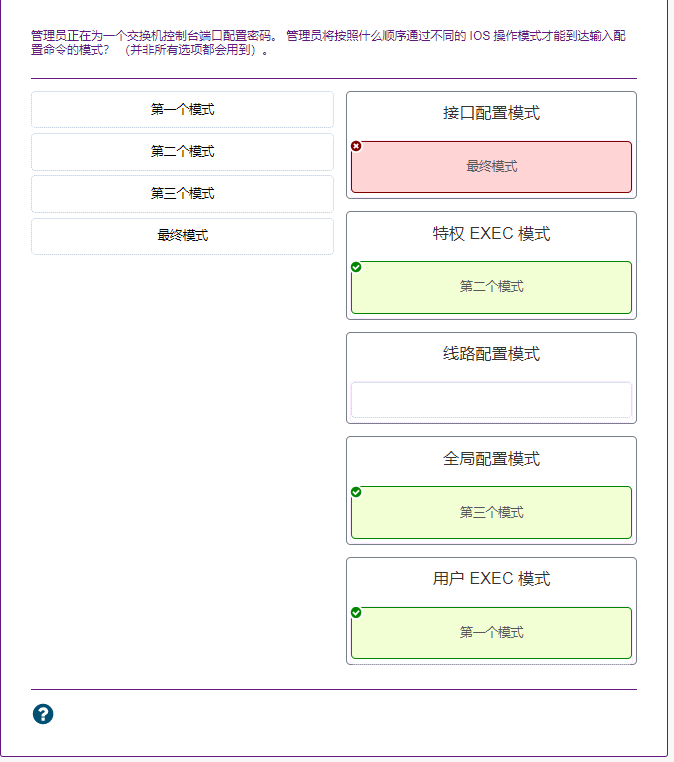 管理员正在为一个交换机控制台端口配置密码。 管理员将按照什么顺序通过不同的 IOS 操作模式才能到达输入配
置命令的模式？ （并非所有选项都会用到）。
第一个模式
第二个模式
第三个模式
最终模式
接口配置模式
最终模式
特权 EXEC 模式
第二个模式
线路配置模式
全局配置模式
第三个模式
用户 EXEC 模式
第一个模式
?